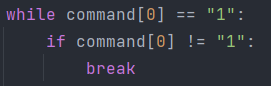 while command[0] == "1":
    if command[0] != "1":
        break